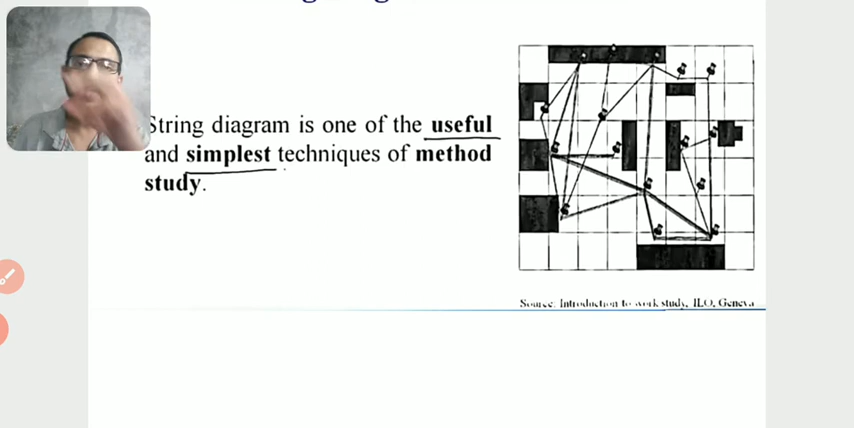 String diagram is one of the useful
and simplest techniques of method
study.
Source: Introduction to work study, ILO, Geneva